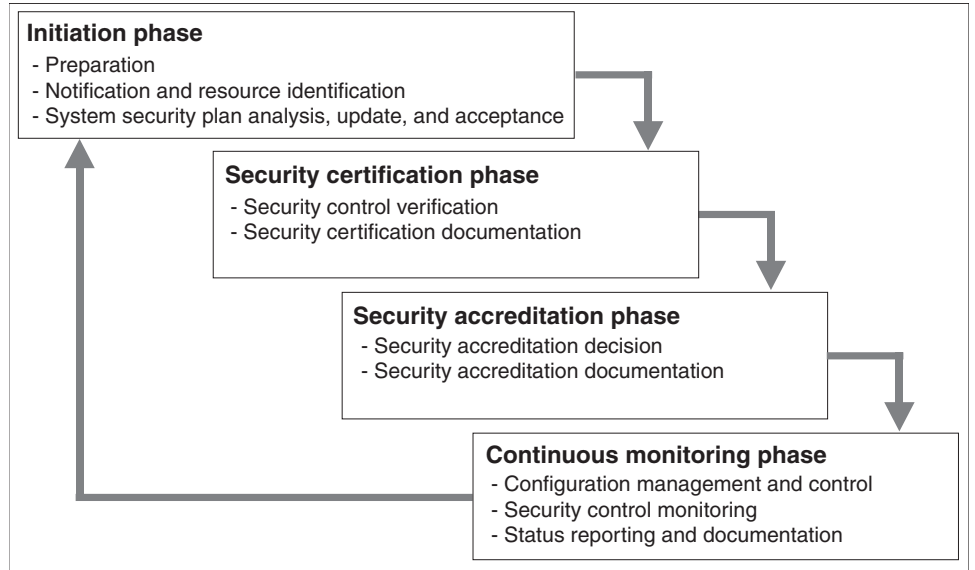 Initiation phase
- Preparation
- Notification and resource identification
- System security plan analysis, update, and acceptance
Security certification phase
- Security control verification
- Security certification documentation
Security accreditation phase
- Security accreditation decision
- Security accreditation documentation
Continuous monitoring phase
- Configuration management and control
- Security control monitoring
- Status reporting and documentation